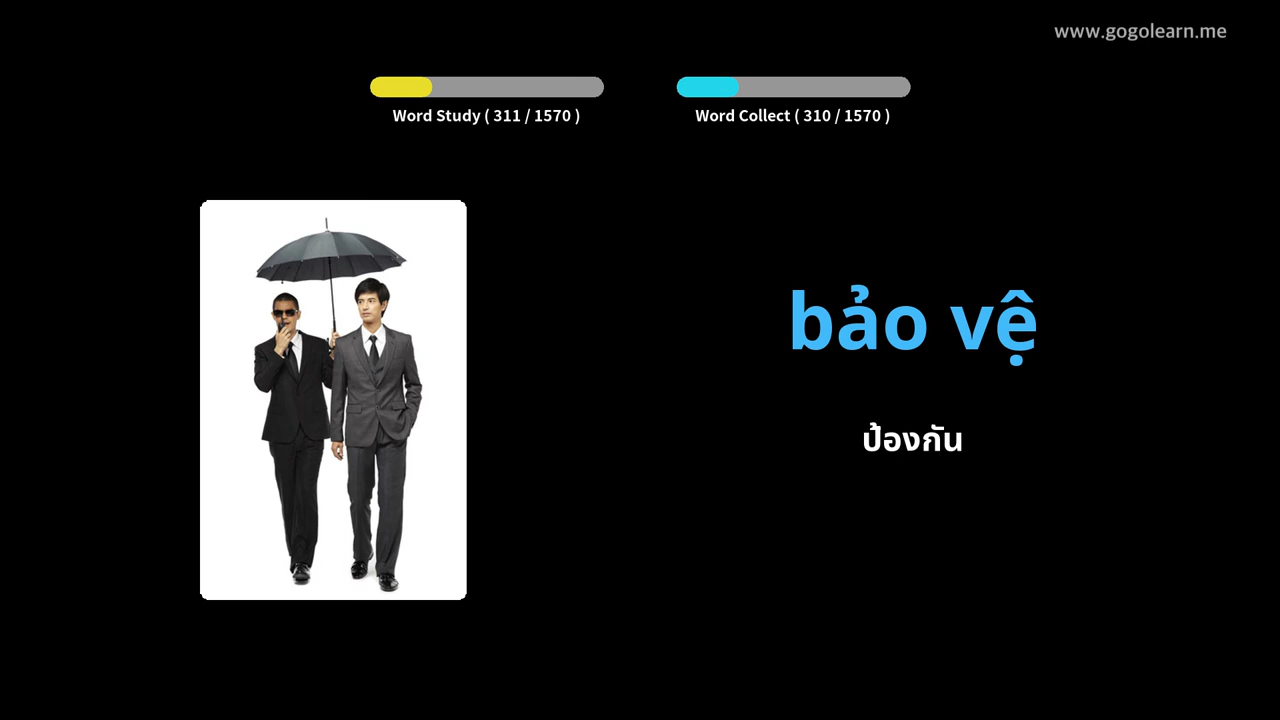 www.gogolearn.me
Word Study ( 311 / 1570 )
Word Collect ( 310 / 1570 )
bảo vệ
ป้องกัน